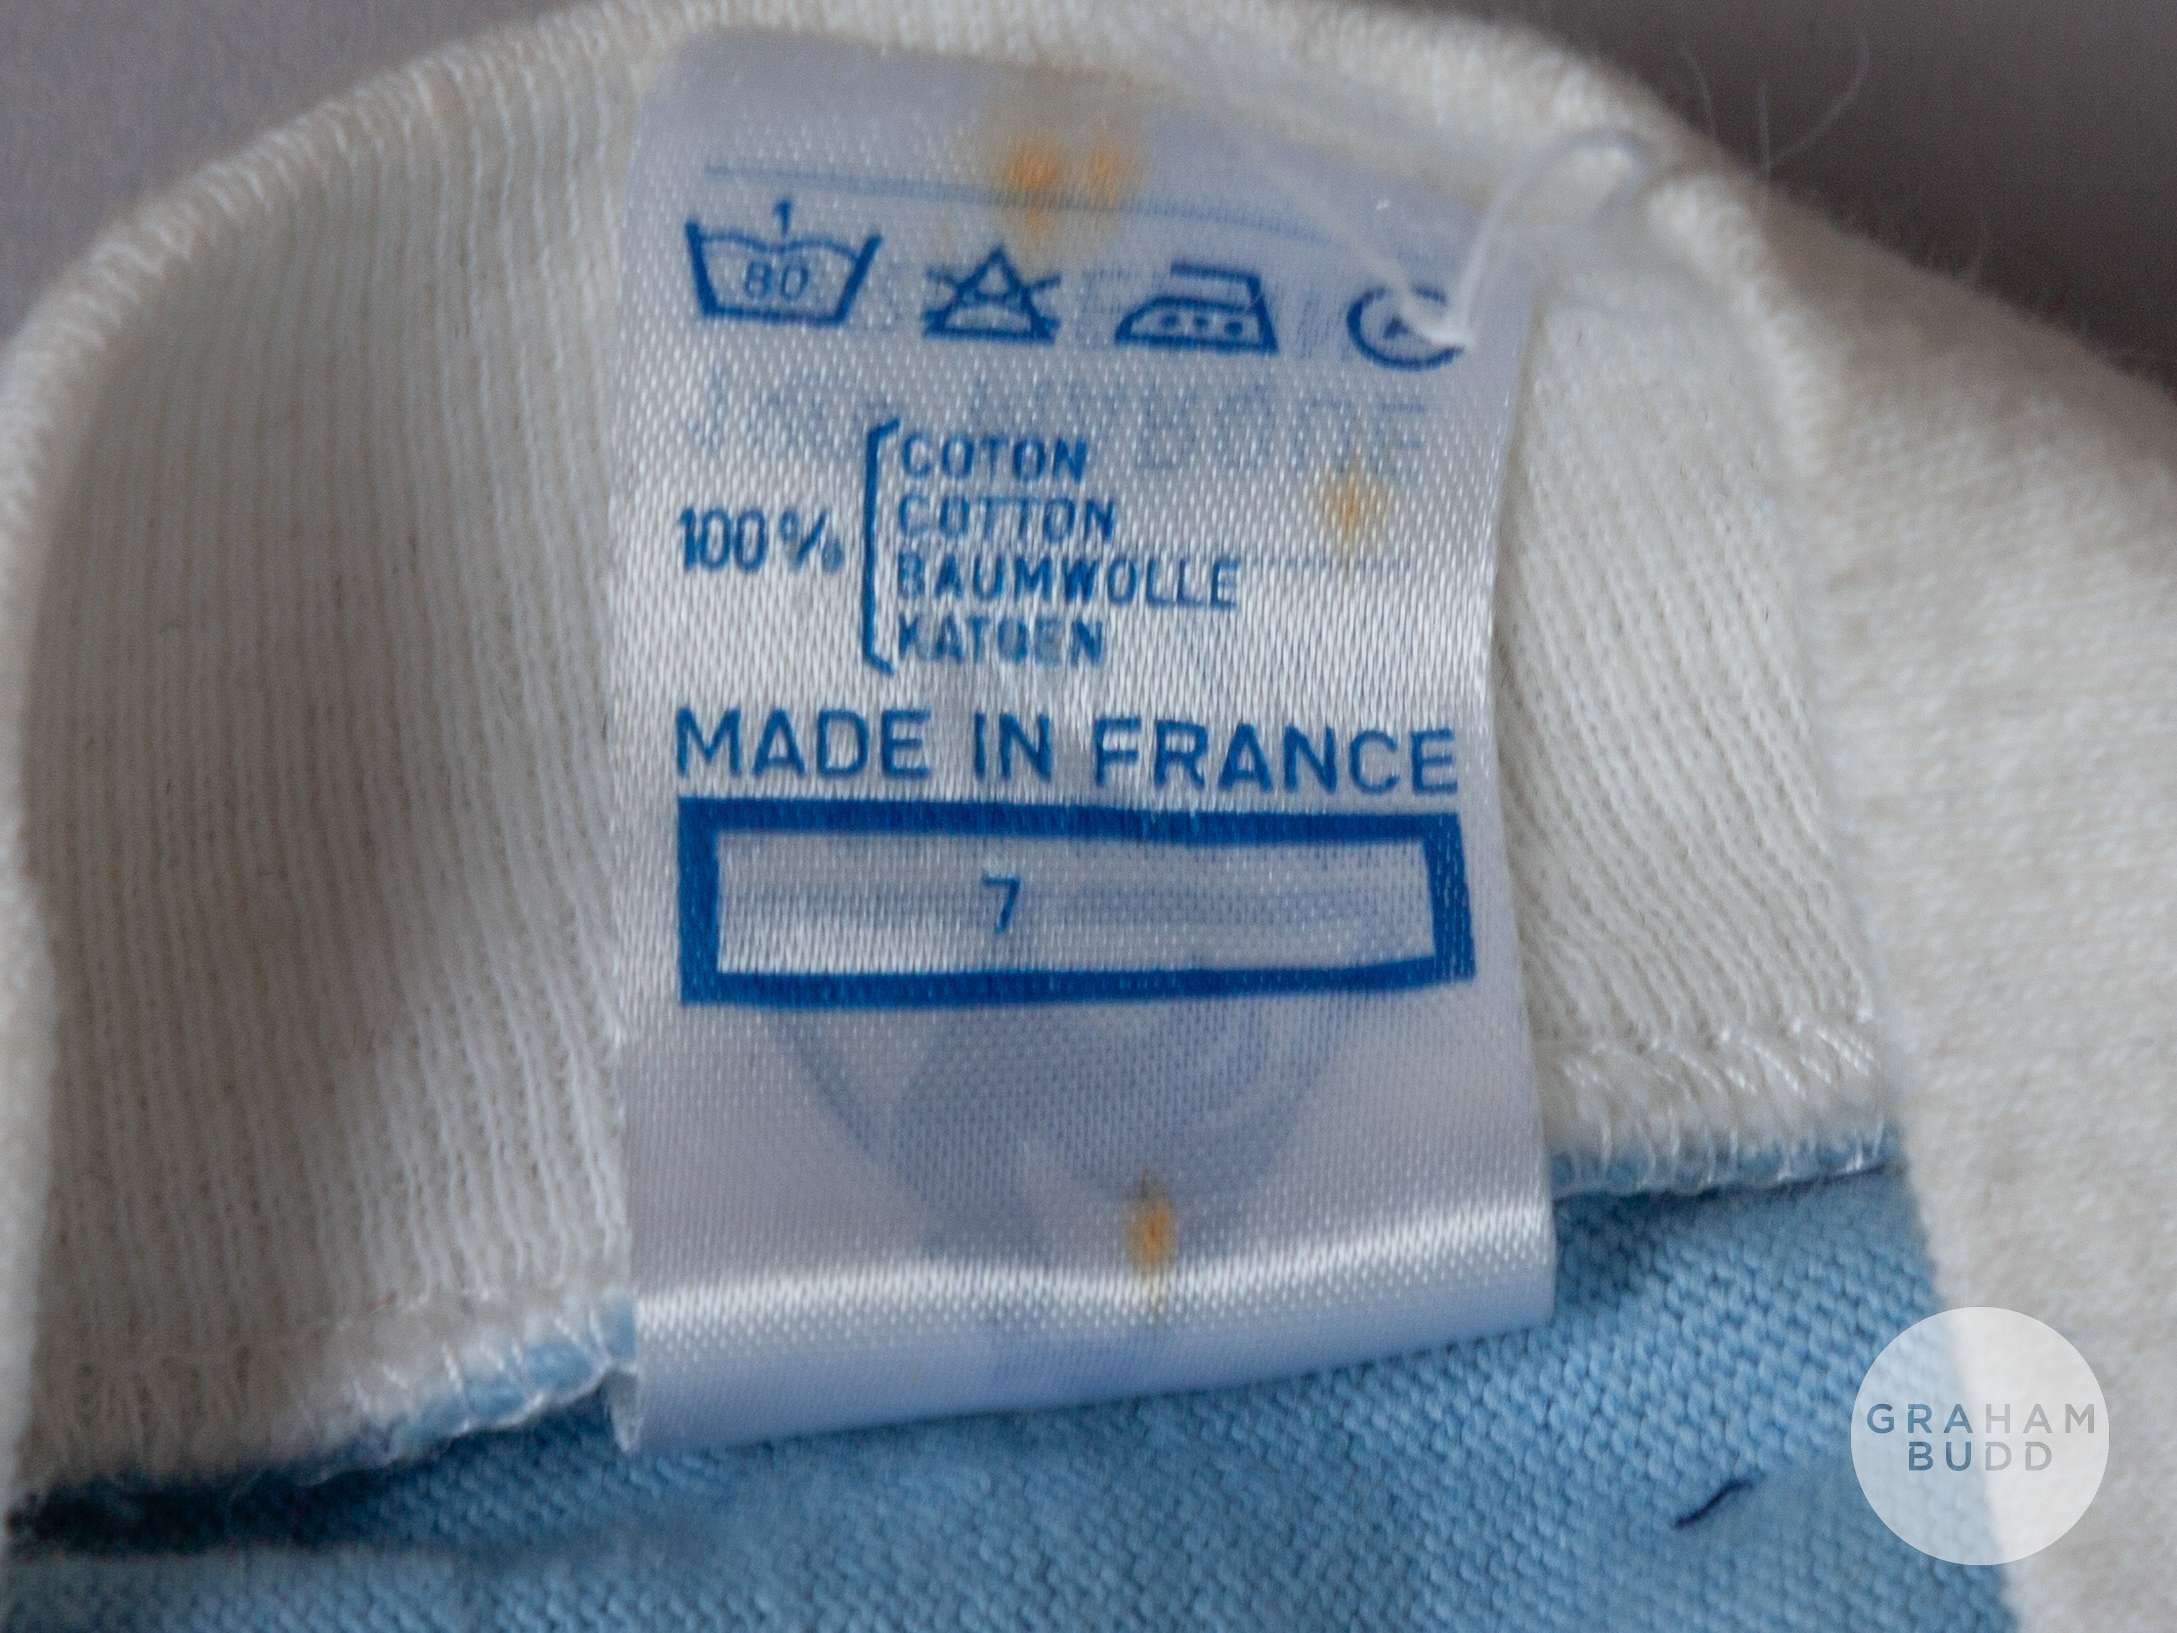 1
80
A
100%
COTON
COTTON
BAUMWOLLE
KATOEN
MADE IN FRANCE
7
GRAHAM
BUDD